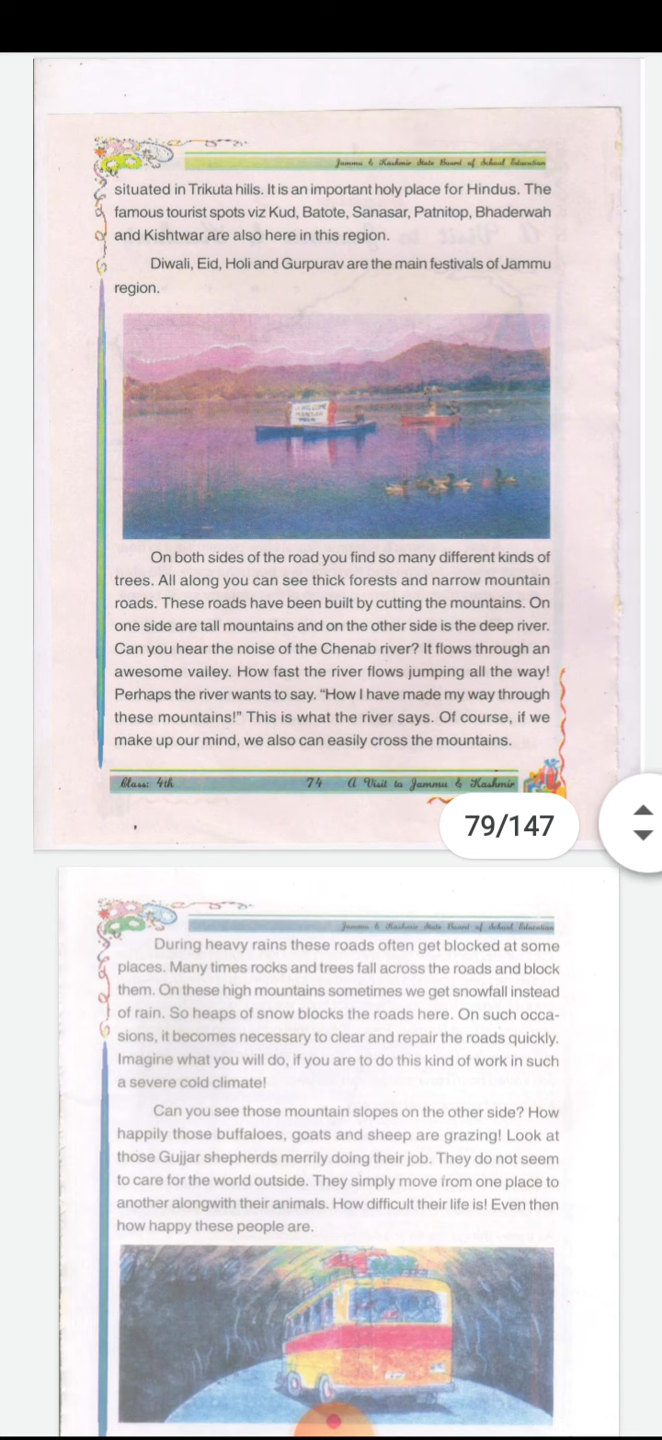 Jammu & Kashmir State Board of School Education
situated in Trikuta hills. It is an important holy place for Hindus. The
famous tourist spots viz Kud, Batote, Sanasar, Patnitop, Bhaderwah
and Kishtwar are also here in this region.
Diwali, Eid, Holi and Gurpurav are the main festivals of Jammu
region.
On both sides of the road you find so many different kinds of
trees. All along you can see thick forests and narrow mountain
roads. These roads have been built by cutting the mountains. On
one side are tall mountains and on the other side is the deep river.
Can you hear the noise of the Chenab river? It flows through an
awesome vailey. How fast the river flows jumping all the way!
Perhaps the river wants to say. “How I have made my way through
these mountains!” This is what the river says. Of course, if we
make up our mind, we also can easily cross the mountains.
Class: 4th 74 A Visit to Jammu & Kashmir
79/147
Jammu & Kashmir State Board of School Education
During heavy rains these roads often get blocked at some
places. Many times rocks and trees fall across the roads and block
them. On these high mountains sometimes we get snowfall instead
of rain. So heaps of snow blocks the roads here. On such occa-
sions, it becomes necessary to clear and repair the roads quickly.
Imagine what you will do, if you are to do this kind of work in such
a severe cold climate!
Can you see those mountain slopes on the other side? How
happily those buffaloes, goats and sheep are grazing! Look at
those Gujjar shepherds merrily doing their job. They do not seem
to care for the world outside. They simply move from one place to
another alongwith their animals. How difficult their life is! Even then
how happy these people are.